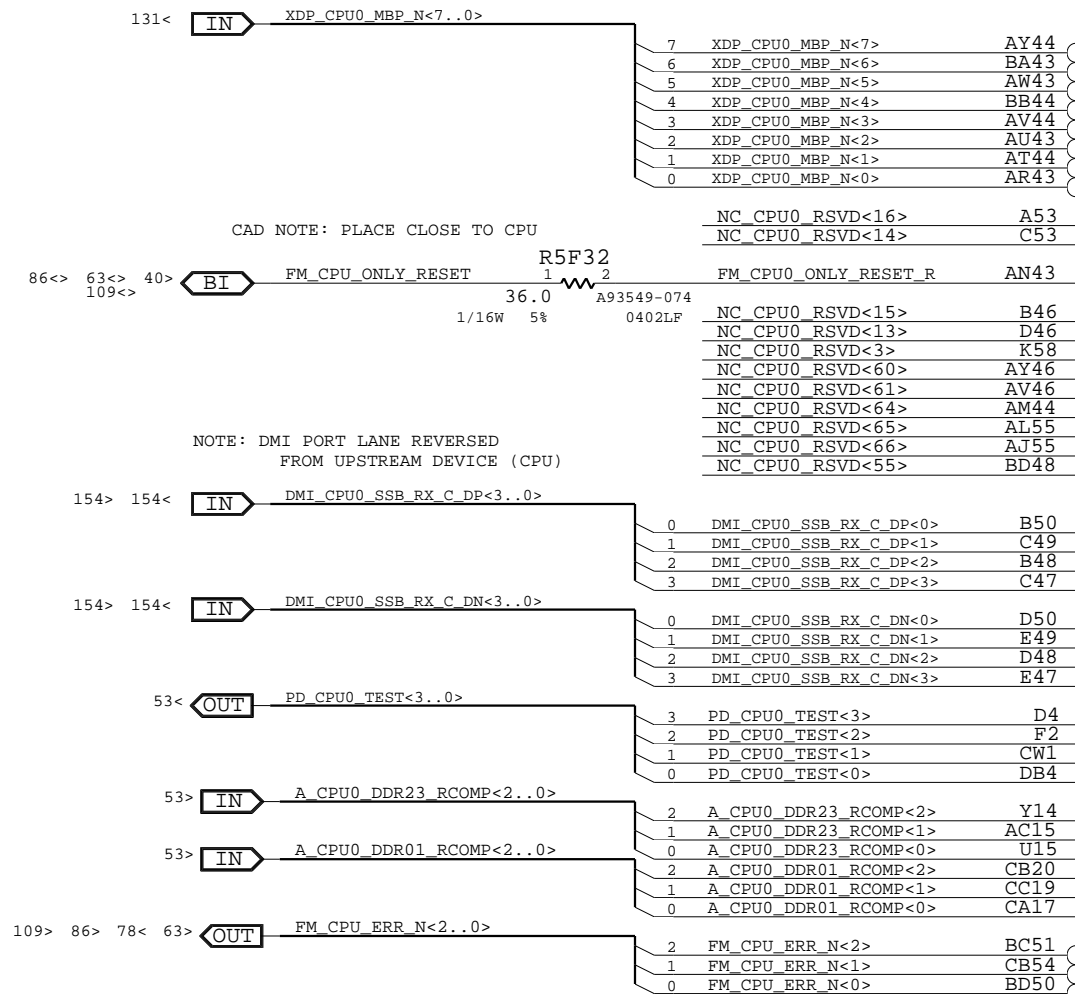 131< IN XDP_CPU0_MBP_N<7..0>
7 XDP_CPU0_MBP_N<7> AY44
6 XDP_CPU0_MBP_N<6> BA43
5 XDP_CPU0_MBP_N<5> AW43
4 XDP_CPU0_MBP_N<4> BB44
3 XDP_CPU0_MBP_N<3> AV44
2 XDP_CPU0_MBP_N<2> AU43
1 XDP_CPU0_MBP_N<1> AT44
0 XDP_CPU0_MBP_N<0> AR43
NC_CPU0_RSVD<16> A53
CAD NOTE: PLACE CLOSE TO CPU
NC_CPU0_RSVD<14> C53
R5F32
86<> 63<> 40> BI FM_CPU_ONLY_RESET 1 2 FM_CPU0_ONLY_RESET_R AN43
109<>
36.0 A93549-074
1/16W 5% 0402LF
NC_CPU0_RSVD<15> B46
NC_CPU0_RSVD<13> D46
NC_CPU0_RSVD<3> K58
NC_CPU0_RSVD<60> AY46
NC_CPU0_RSVD<61> AV46
NC_CPU0_RSVD<64> AM44
NC_CPU0_RSVD<65> AL55
NC_CPU0_RSVD<66> AJ55
NC_CPU0_RSVD<55> BD48
NOTE: DMI PORT LANE REVERSED
FROM UPSTREAM DEVICE (CPU)
154> 154< IN DMI_CPU0_SSB_RX_C_DP<3..0>
0 DMI_CPU0_SSB_RX_C_DP<0> B50
1 DMI_CPU0_SSB_RX_C_DP<1> C49
2 DMI_CPU0_SSB_RX_C_DP<2> B48
3 DMI_CPU0_SSB_RX_C_DP<3> C47
154> 154< IN DMI_CPU0_SSB_RX_C_DN<3..0>
0 DMI_CPU0_SSB_RX_C_DN<0> D50
1 DMI_CPU0_SSB_RX_C_DN<1> E49
2 DMI_CPU0_SSB_RX_C_DN<2> D48
3 DMI_CPU0_SSB_RX_C_DN<3> E47
53< OUT PD_CPU0_TEST<3..0>
3 PD_CPU0_TEST<3> D4
2 PD_CPU0_TEST<2> F2
1 PD_CPU0_TEST<1> CW1
0 PD_CPU0_TEST<0> DB4
53> IN A_CPU0_DDR23_RCOMP<2..0>
2 A_CPU0_DDR23_RCOMP<2> Y14
1 A_CPU0_DDR23_RCOMP<1> AC15
0 A_CPU0_DDR23_RCOMP<0> U15
53> IN A_CPU0_DDR01_RCOMP<2..0>
2 A_CPU0_DDR01_RCOMP<2> CB20
1 A_CPU0_DDR01_RCOMP<1> CC19
0 A_CPU0_DDR01_RCOMP<0> CA17
109> 86> 78< 63> OUT FM_CPU_ERR_N<2..0>
2 FM_CPU_ERR_N<2> BC51
1 FM_CPU_ERR_N<1> CB54
0 FM_CPU_ERR_N<0> BD50